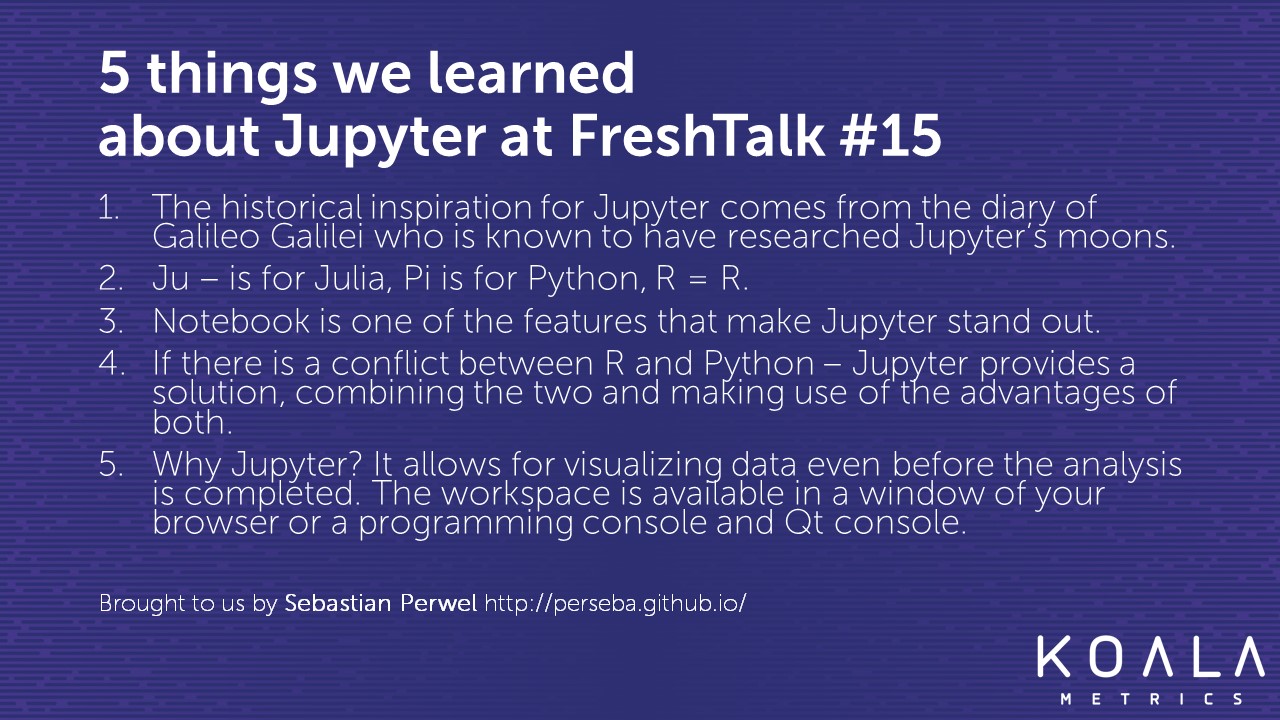 5 things we learned
about Jupyter at FreshTalk #15
1. The historical inspiration for Jupyter comes from the diary of
Galileo Galilei who is known to have researched Jupyter’s moons.
2. Ju – is for Julia, Pi is for Python, R = R.
3. Notebook is one of the features that make Jupyter stand out.
4. If there is a conflict between R and Python – Jupyter provides a
solution, combining the two and making use of the advantages of
both.
5. Why Jupyter? It allows for visualizing data even before the analysis
is completed. The workspace is available in a window of your
browser or a programming console and Qt console.
Brought to us by Sebastian Perwel http://perseba.github.io/
KOALA
METRICS